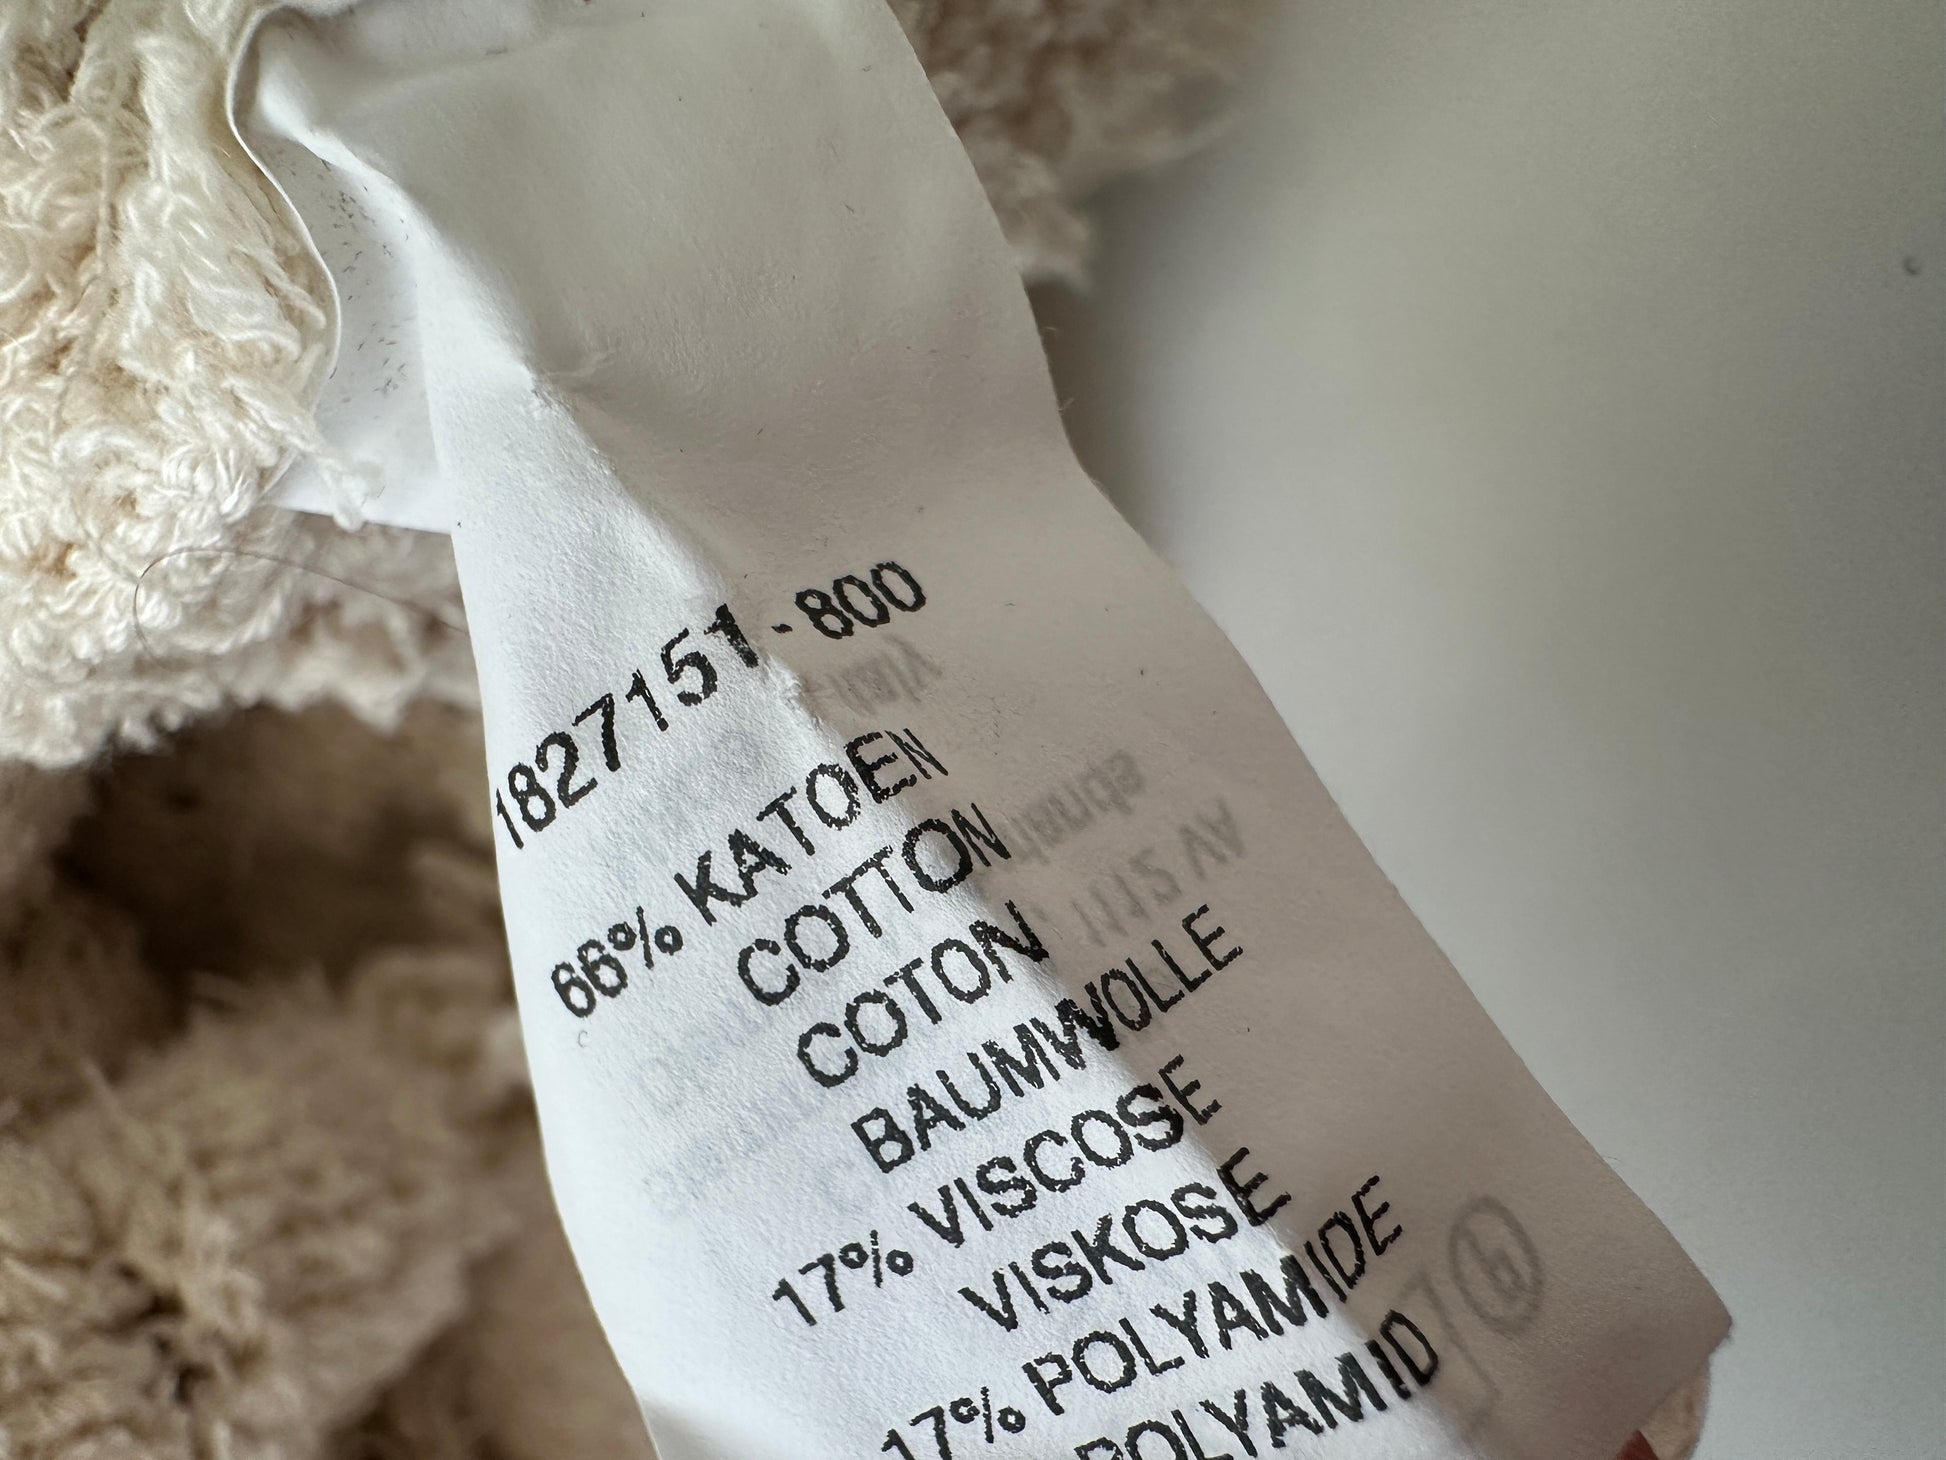 1827151-800
66% KATOEN
COTTON
COTON
BAUMWOLLE
17% VISCOSE
VISKOSE
17% POLYAMIDE
POLYAMID